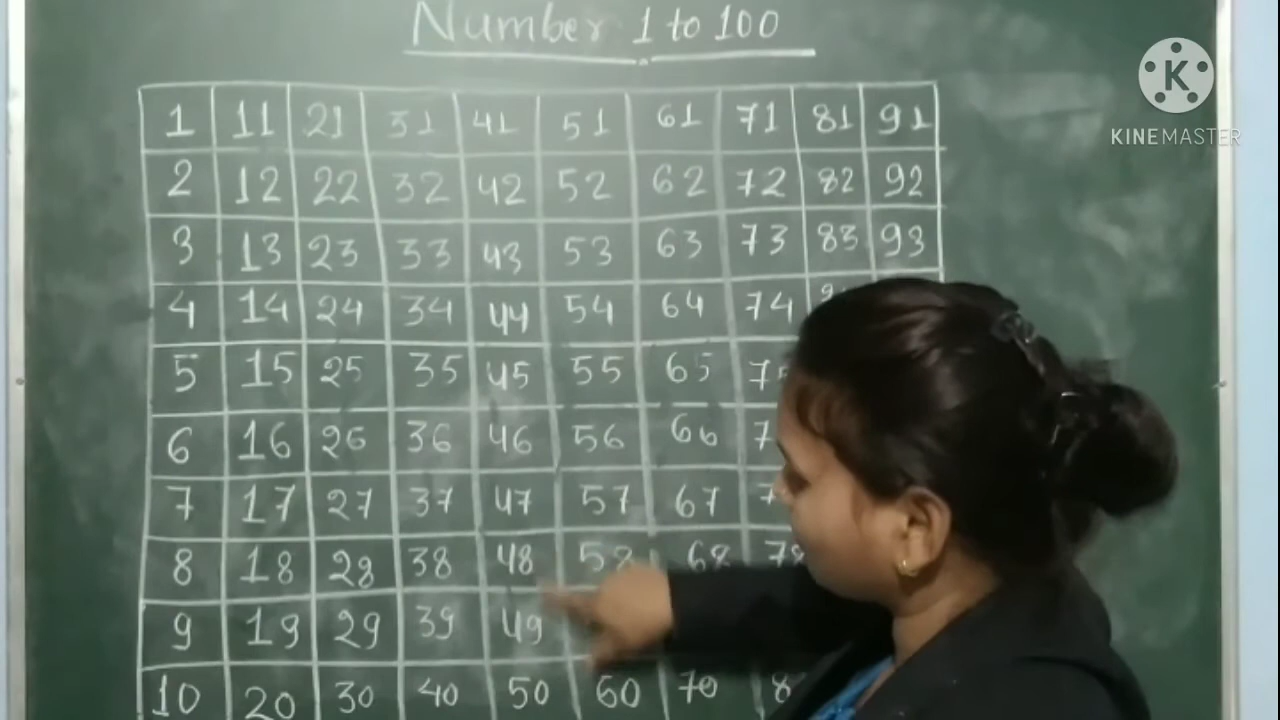 Number 1 to 100
K
KINEMASTER
1 11 21 31 41 51 61 71 81 91
2 12 22 32 42 52 62 72 82 92
3 13 23 33 43 53 63 73 83 93
4 14 24 34 44 54 64 74
5 15 25 35 45 55 65 75
6 16 26 36 46 56 66
7 17 27 37 47 57 67
8 18 28 38 48 58 68 78
9 19 29 39 49
10 20 30 40 50 60 70